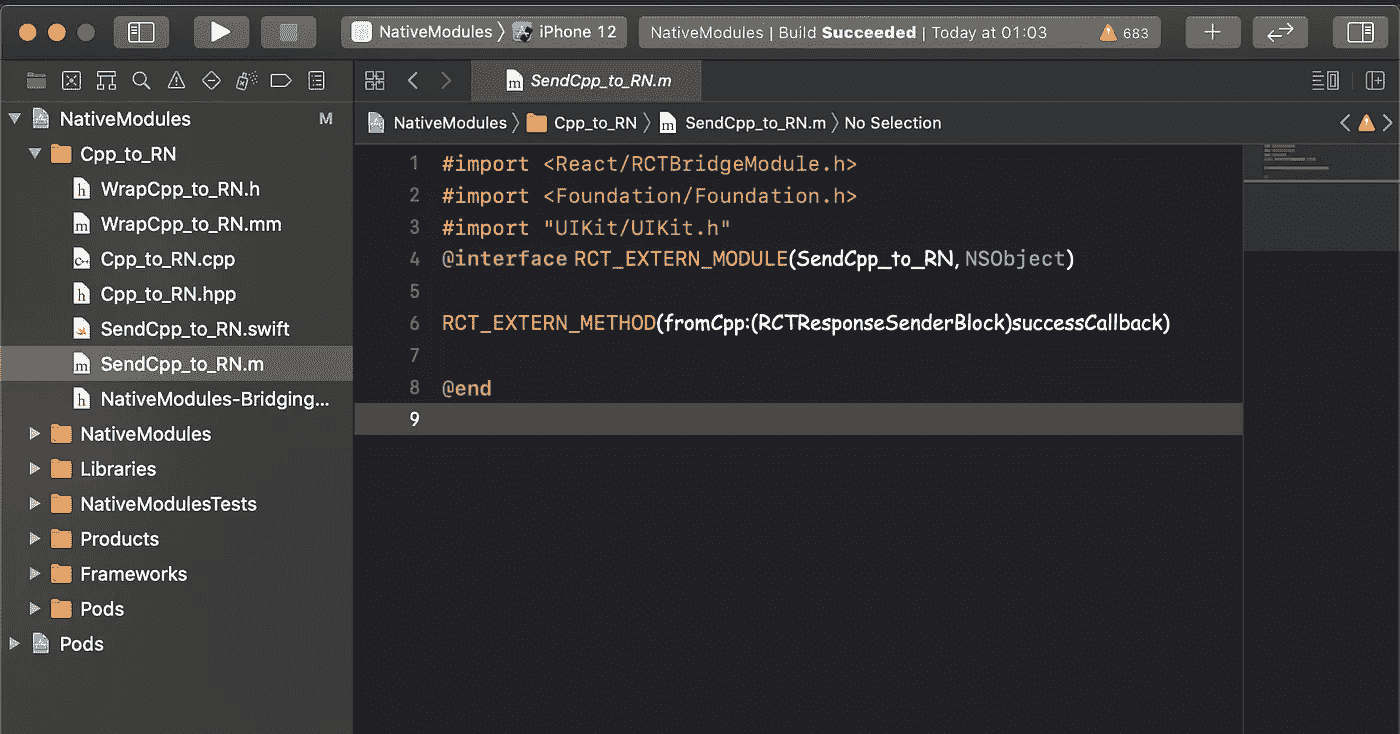 NativeModules 〉 iPhone 12
NativeModules | Build Succeeded | Today at 01:03
683
SendCpp_to_RN.m
NativeModules M
NativeModules 〉 Cpp_to_RN 〉 SendCpp_to_RN.m 〉 No Selection
Cpp_to_RN
WrapCpp_to_RN.h
WrapCpp_to_RN.mm
Cpp_to_RN.cpp
Cpp_to_RN.hpp
SendCpp_to_RN.swift
SendCpp_to_RN.m
NativeModules-Bridging...
NativeModules
Libraries
NativeModulesTests
Products
Frameworks
Pods
Pods
1 #import <React/RCTBridgeModule.h>
2 #import <Foundation/Foundation.h>
3 #import "UIKit/UIKit.h"
4 @interface RCT_EXTERN_MODULE(SendCpp_to_RN, NSObject)
5
6 RCT_EXTERN_METHOD(fromCpp:(RCTResponseSenderBlock)successCallback)
7
8 @end
9